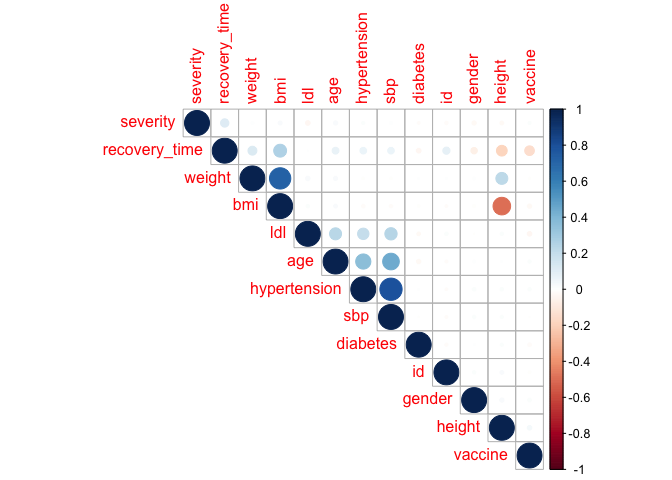 severity
recovery_time
weight
bmi
ldl
age
hypertension
sbp
diabetes
id
gender
height
vaccine
severity
recovery_time
weight
bmi
ldl
age
hypertension
sbp
diabetes
id
gender
height
vaccine
1
0.8
0.6
0.4
0.2
0
-0.2
-0.4
-0.6
-0.8
-1